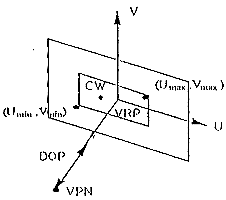 V
CW
(Umax, Vmax)
(Umin, Vmin)
VRP
U
DOP
VPN